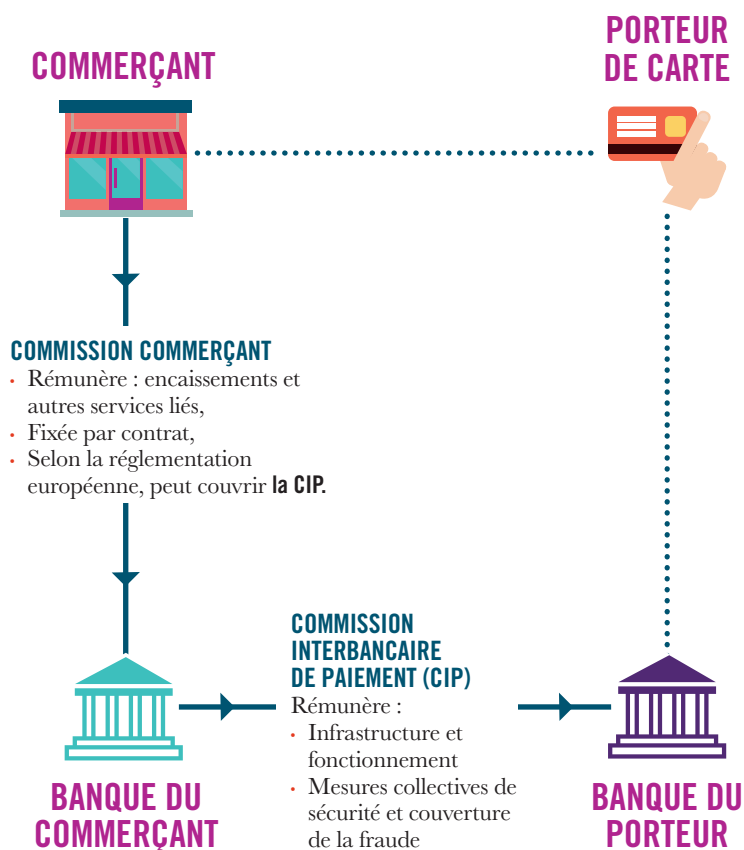 COMMERÇANT
PORTEUR
DE CARTE
COMMISSION COMMERÇANT
• Rémunère : encaissements et
autres services liés,
• Fixée par contrat,
• Selon la réglementation
européenne, peut couvrir la CIP.
COMMISSION
INTERBANCAIRE
DE PAIEMENT (CIP)
Rémunère :
• Infrastructure et
fonctionnement
• Mesures collectives de
sécurité et couverture
de la fraude
BANQUE DU
COMMERÇANT
BANQUE DU
PORTEUR